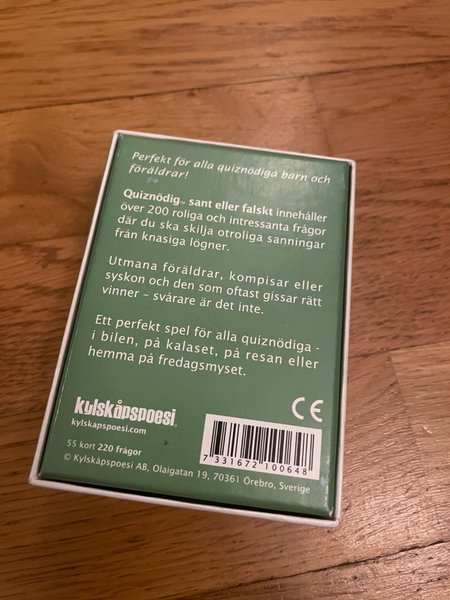 Perfekt för alla quiznödiga barn och
föräldrar!
Quiznödig™ sant eller falskt innehåller
över 200 roliga och intressanta frågor
där du ska skilja otroliga sanningar
från knasiga lögner.
Utmana föräldrar, kompisar eller
syskon och den som oftast gissar rätt
vinner – svårare är det inte.
Ett perfekt spel för alla quiznödiga -
i bilen, på kalaset, på resan eller
hemma på fredagsmyset.
kylskåpspoesi
kylskapspoesi.com
CE
55 kort 220 frågor
© Kylskåpspoesi AB, Olaigatan 19, 70361 Örebro, Sverige
7 331672 100648